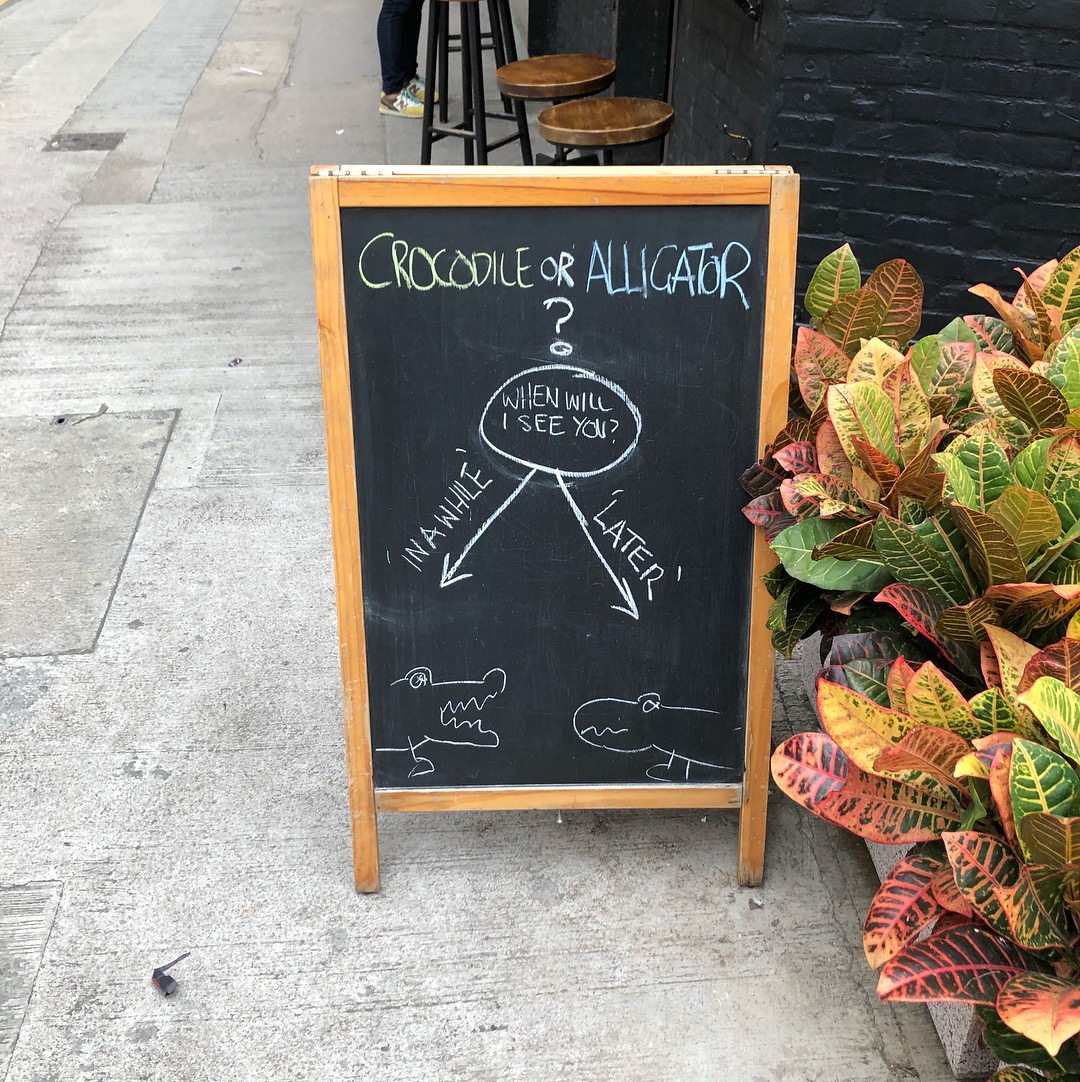 CROCODILE OR ALLIGATOR
?
WHEN WILL
I SEE YOU?
'IN A WHILE'
'LATER'